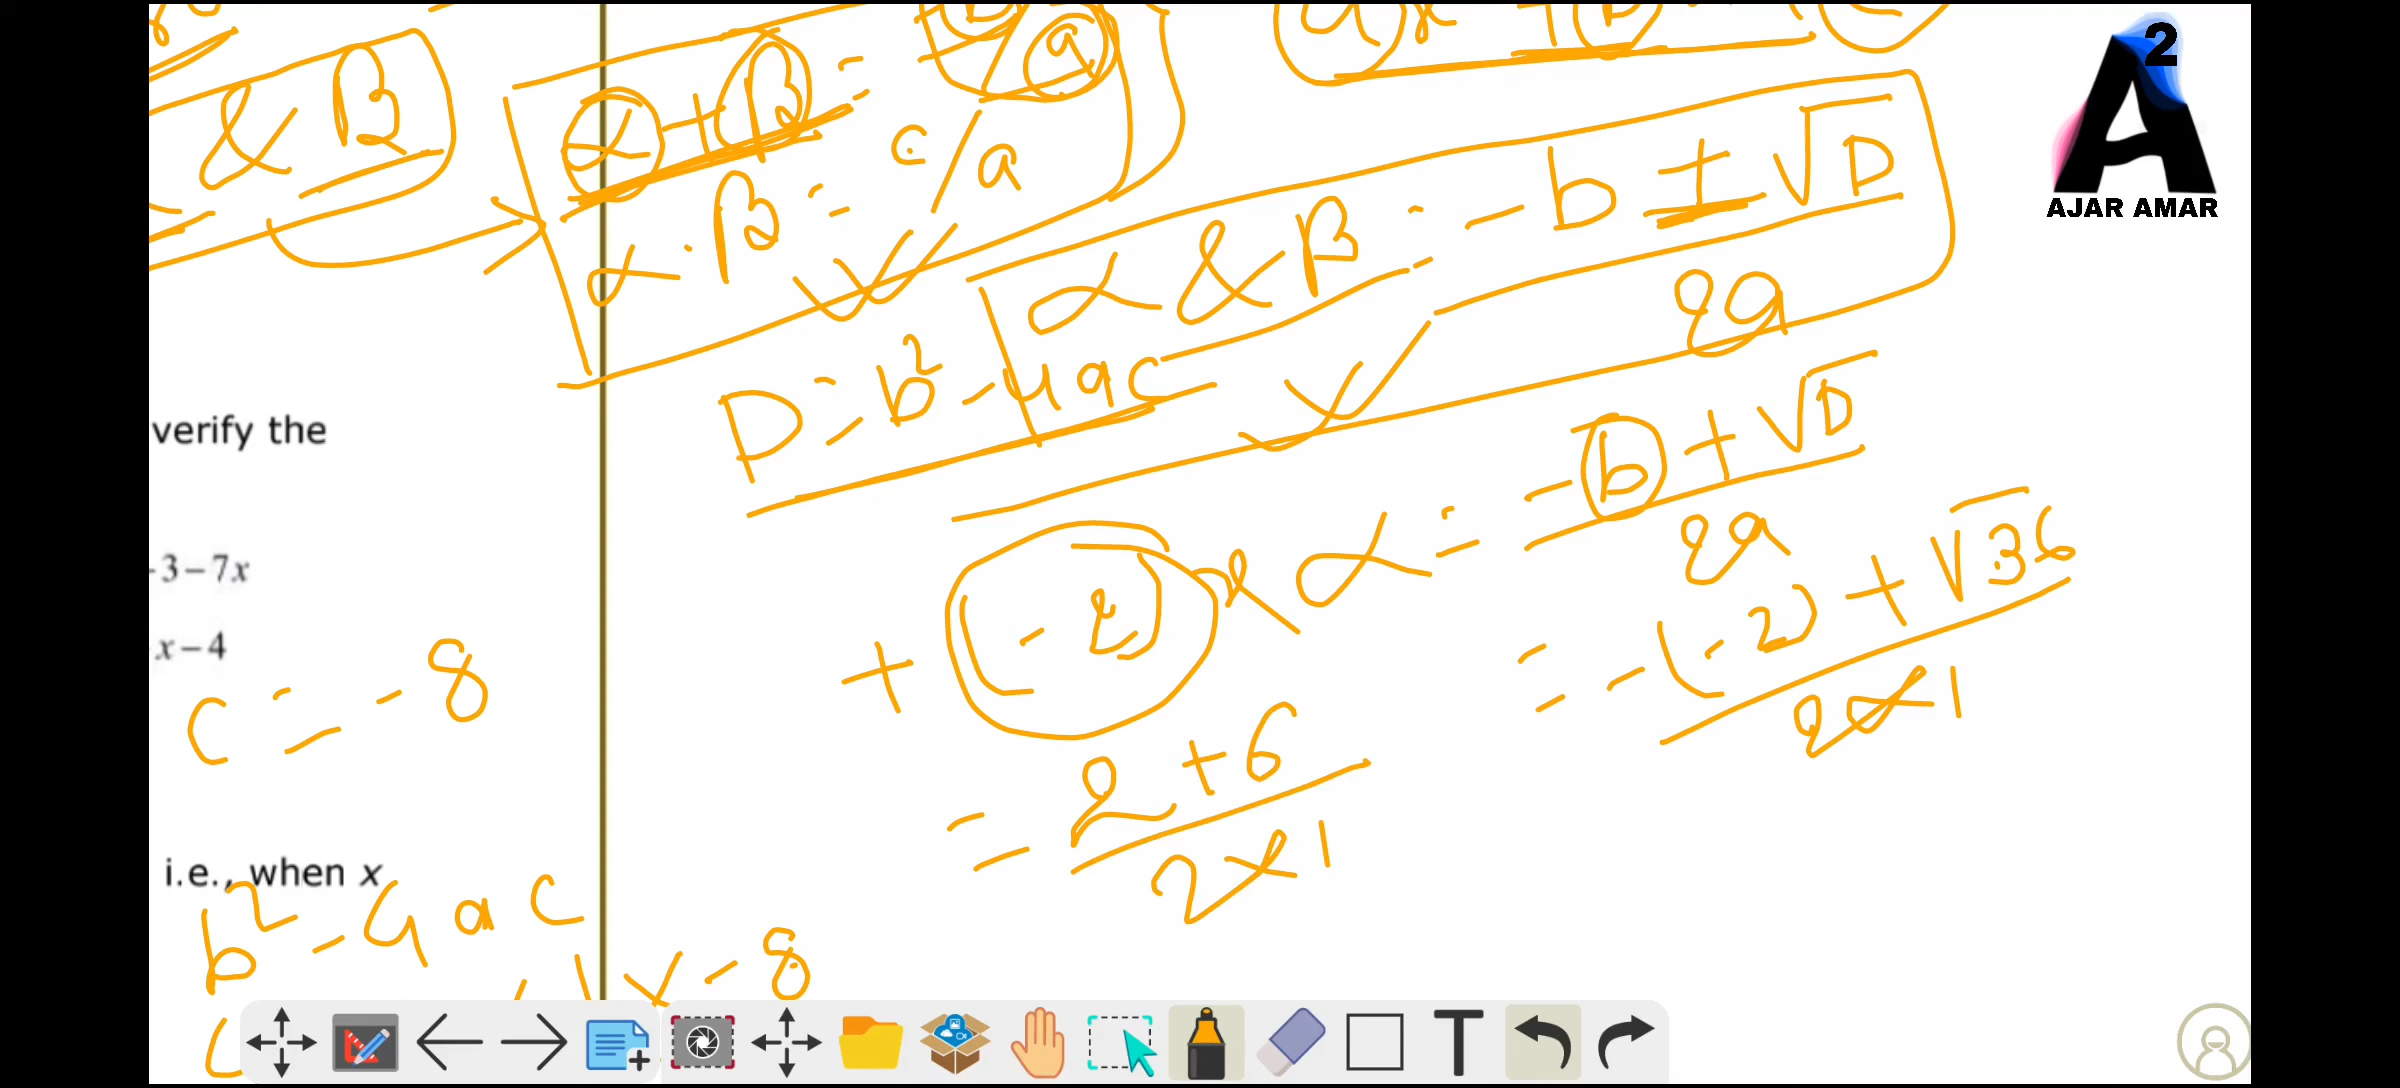 2
AJAR AMAR
& β
α + β =
a
α · β = c / a
α & β = -b ± √D
2a
D = b² - 4ac
verify the
α = -b + √D
2a
-3-7x
x-4
c = -8
+ (-2)
= -(-2) + √36
2×1
= 2+6
2×1
i.e., when x
b² - 4ac
× -8
T